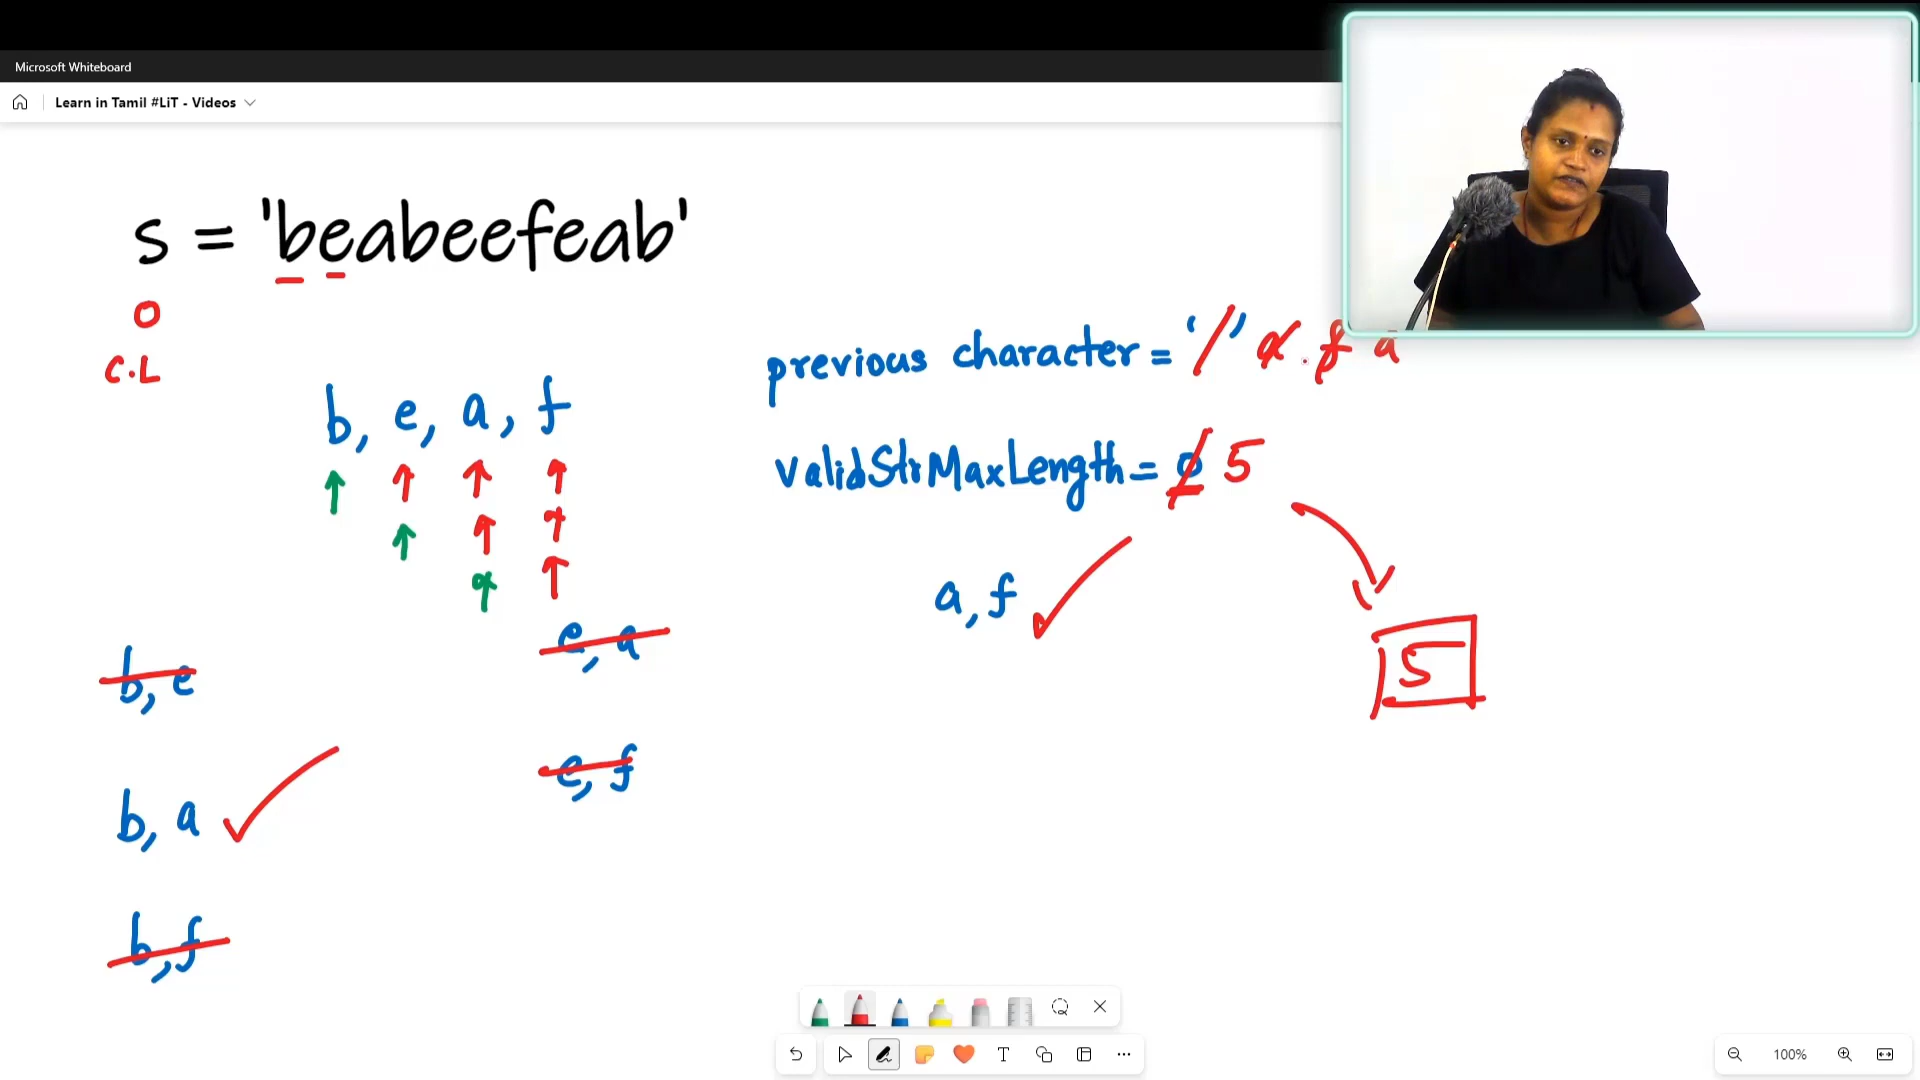 Microsoft Whiteboard
Learn in Tamil #LiT - Videos
s = 'beabeefeab'
0
C.L
previous character = ' ' a f a
b, e, a, f
validStrMaxLength = 0 5
a, f
5
e, a
b, e
e, f
b, a
b, f
T
100%